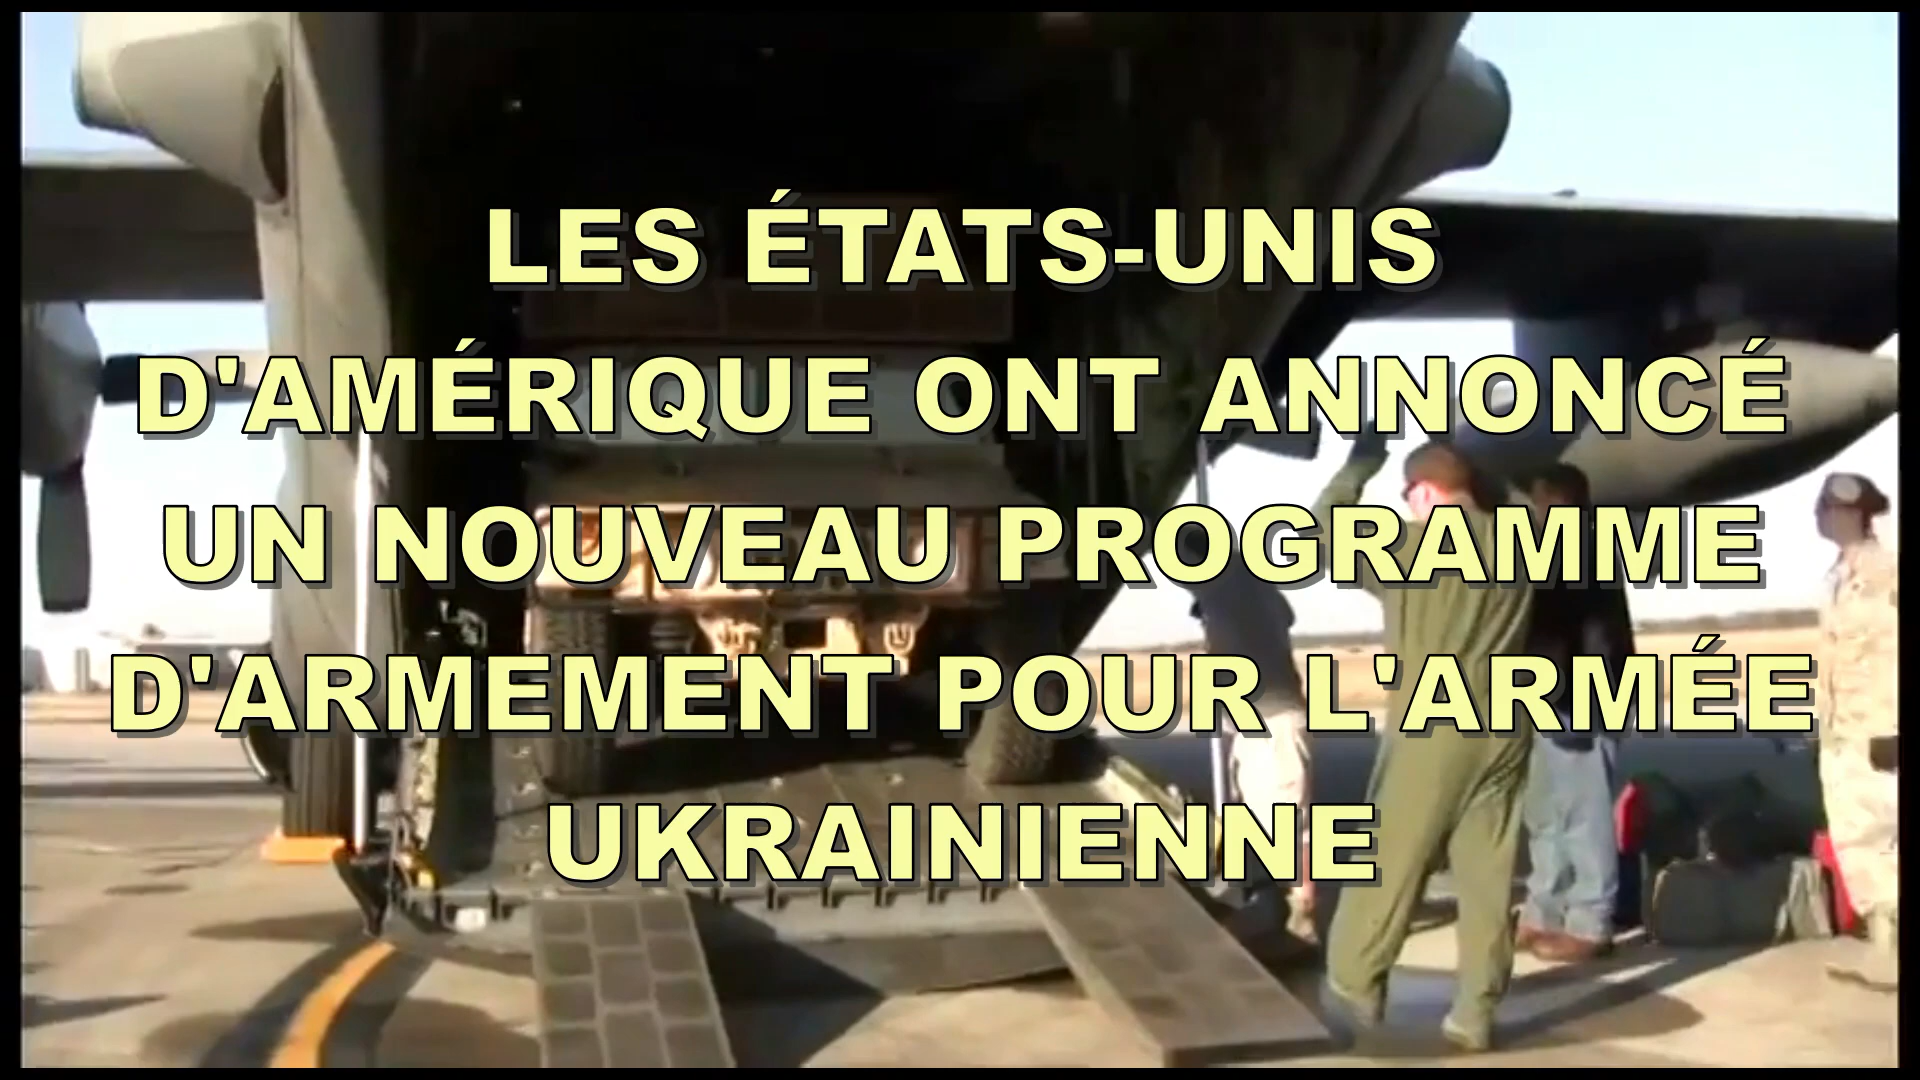 LES ÉTATS-UNIS
D'AMÉRIQUE ONT ANNONCÉ
UN NOUVEAU PROGRAMME
D'ARMEMENT POUR L'ARMÉE
UKRAINIENNE